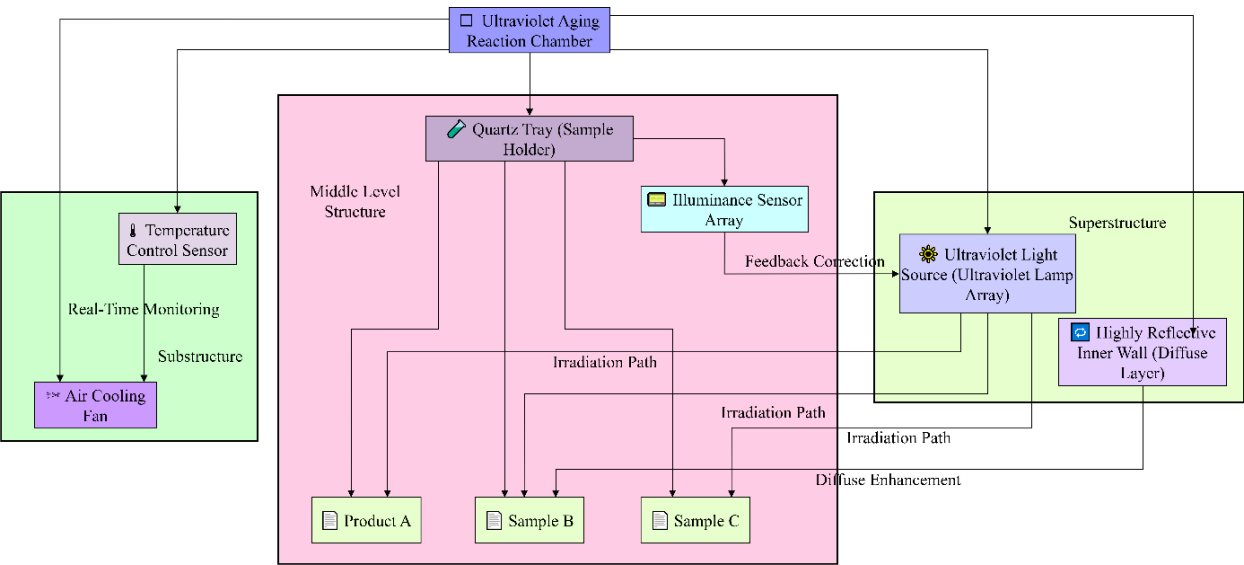 Ultraviolet Aging
Reaction Chamber
Quartz Tray (Sample
Holder)
Middle Level
Structure
Illuminance Sensor
Array
Superstructure
Temperature
Control Sensor
Feedback Correction
Ultraviolet Light
Source (Ultraviolet Lamp
Array)
Real-Time Monitoring
Highly Reflective
Inner Wall (Diffuse
Layer)
Substructure
Irradiation Path
Air Cooling
Fan
Irradiation Path
Irradiation Path
Diffuse Enhancement
Product A
Sample B
Sample C